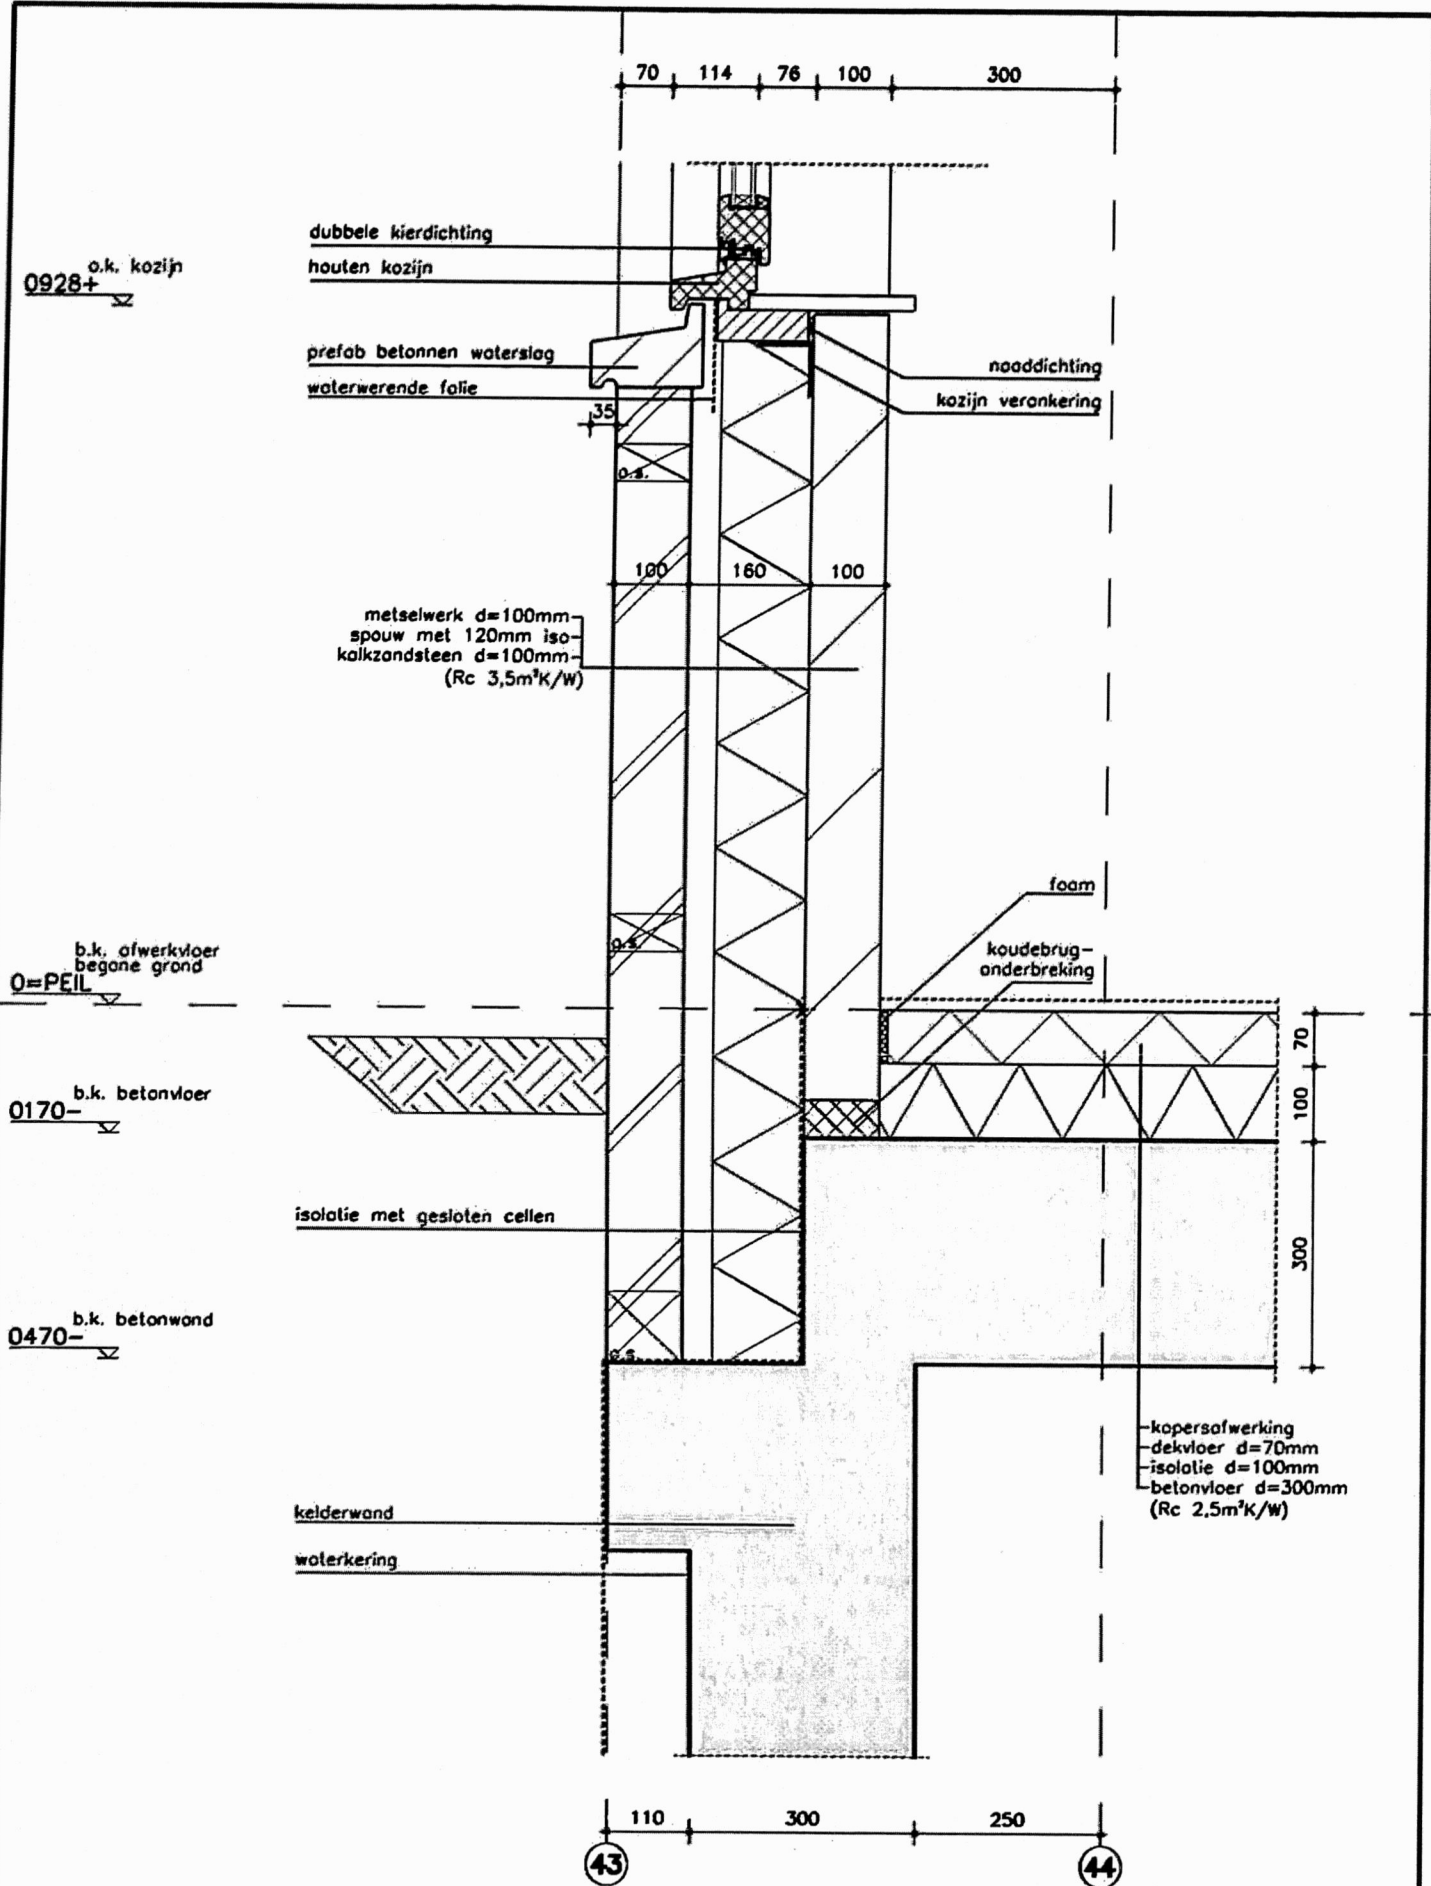 70 114 76 100 300
dubbele kierdichting
o.k. kozijn
houten kozijn
0928+
prefab betonnen waterslag
naaddichting
waterwerende folie
kozijn verankering
35
o.s.
100 160 100
metselwerk d=100mm
spouw met 120mm iso
kalkzandsteen d=100mm
(Rc 3,5m²K/W)
foam
o.s.
b.k. afwerkvloer
begane grond
koudebrug-
onderbreking
0=PEIL
70
b.k. betonvloer
0170-
100
isolatie met gesloten cellen
300
b.k. betonwand
0470-
o.s.
kopersafwerking
dekvloer d=70mm
isolatie d=100mm
betonvloer d=300mm
(Rc 2,5m²K/W)
kelderwand
waterkering
110 300 250
43 44